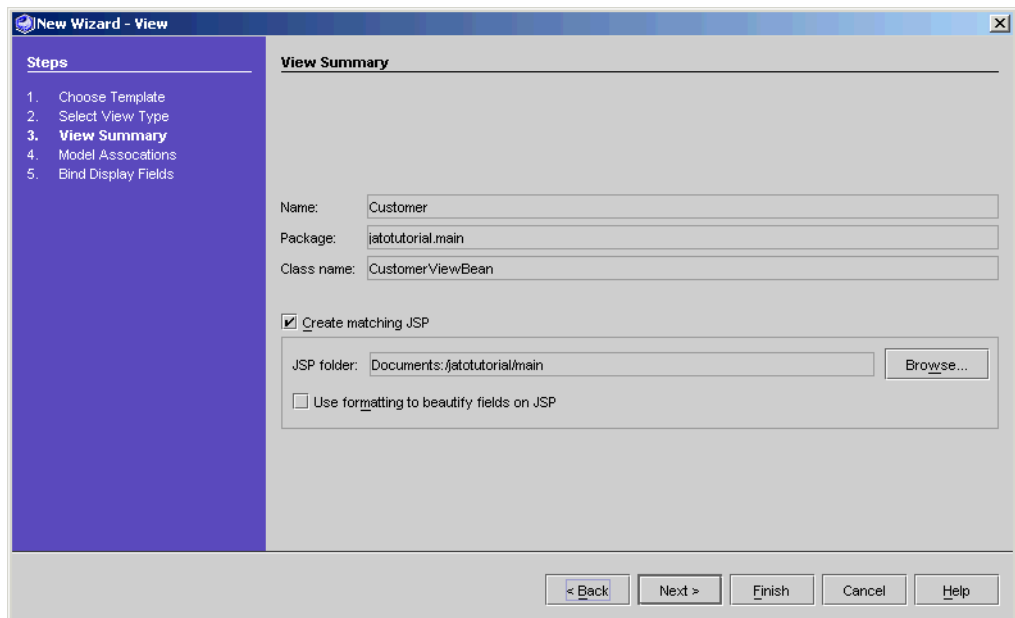 New Wizard - View
Steps
1. Choose Template
2. Select View Type
3. View Summary
4. Model Assocations
5. Bind Display Fields
View Summary
Name: Customer
Package: jatotutorial.main
Class name: CustomerViewBean
Create matching JSP
JSP folder: Documents:/jatotutorial/main Browse...
Use formatting to beautify fields on JSP
< Back Next > Finish Cancel Help